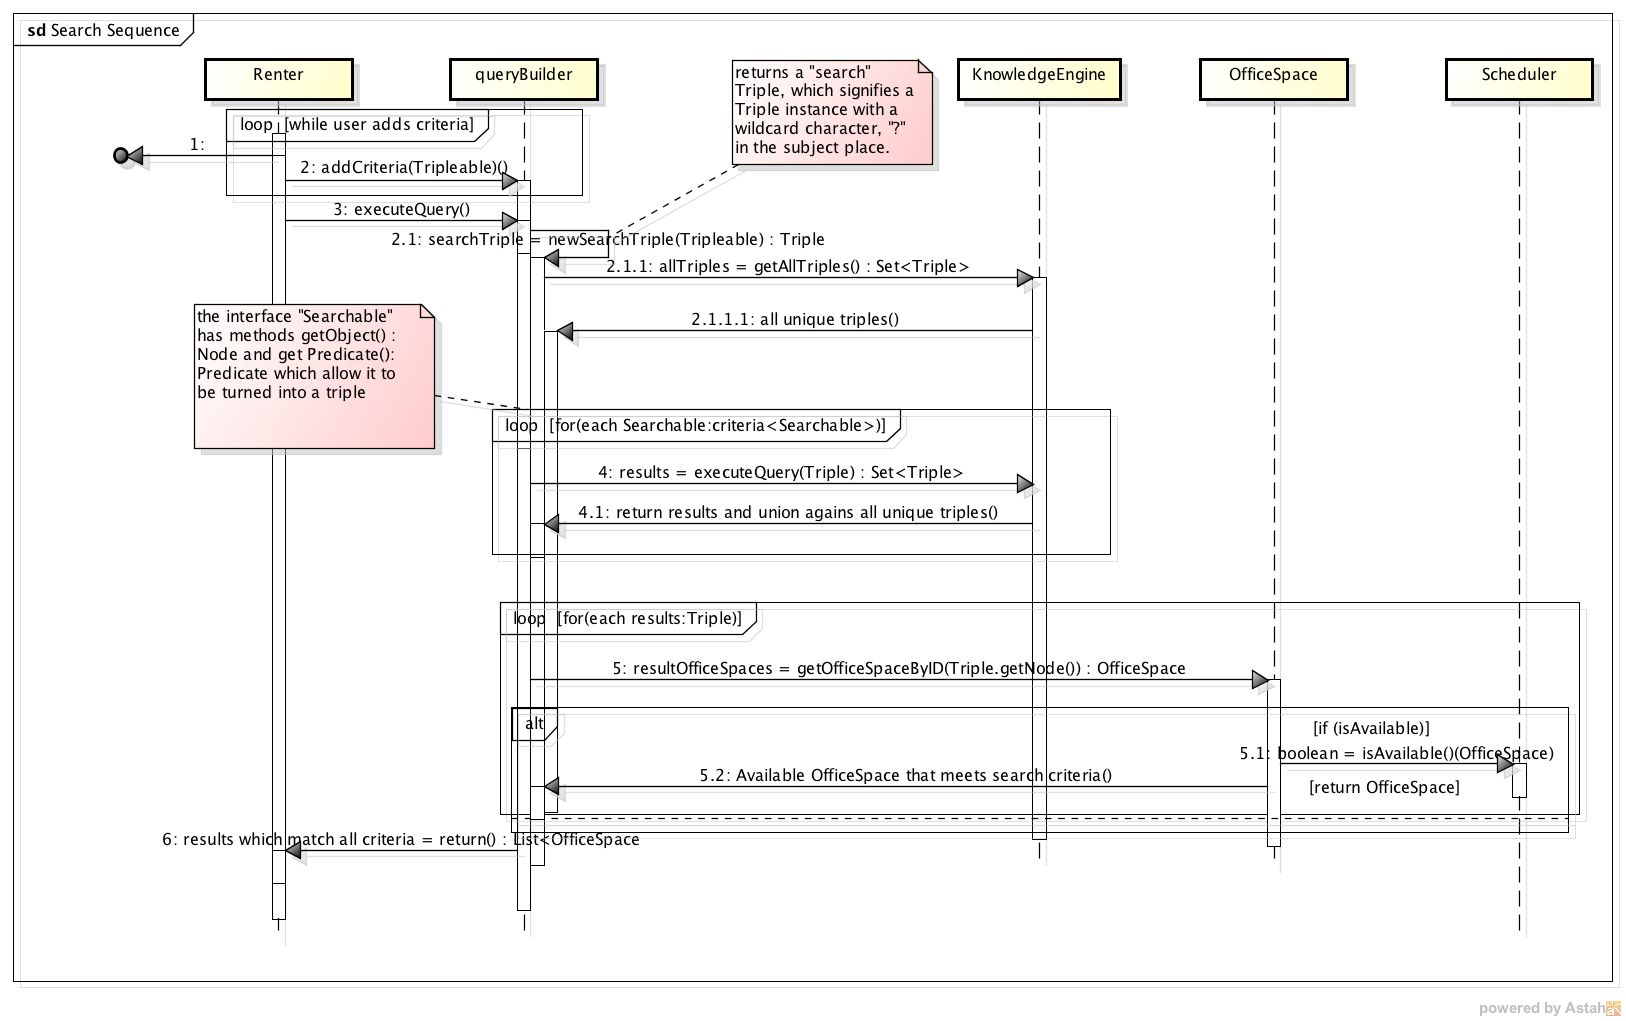 sd Search Sequence
Renter
queryBuilder
KnowledgeEngine
OfficeSpace
Scheduler
returns a "search"
Triple, which signifies a
Triple instance with a
wildcard character, "?"
in the subject place.
loop [while user adds criteria]
1:
2: addCriteria(Tripleable)()
3: executeQuery()
2.1: searchTriple = newSearchTriple(Tripleable) : Triple
2.1.1: allTriples = getAllTriples() : Set<Triple>
2.1.1.1: all unique triples()
the interface "Searchable"
has methods getObject() :
Node and get Predicate():
Predicate which allow it to
be turned into a triple
loop [for(each Searchable:criteria<Searchable>)]
4: results = executeQuery(Triple) : Set<Triple>
4.1: return results and union agains all unique triples()
loop [for(each results:Triple)]
5: resultOfficeSpaces = getOfficeSpaceByID(Triple.getNode()) : OfficeSpace
alt
[if (isAvailable)]
5.1: boolean = isAvailable()(OfficeSpace)
5.2: Available OfficeSpace that meets search criteria()
[return OfficeSpace]
6: results which match all criteria = return() : List<OfficeSpace
powered by Astah